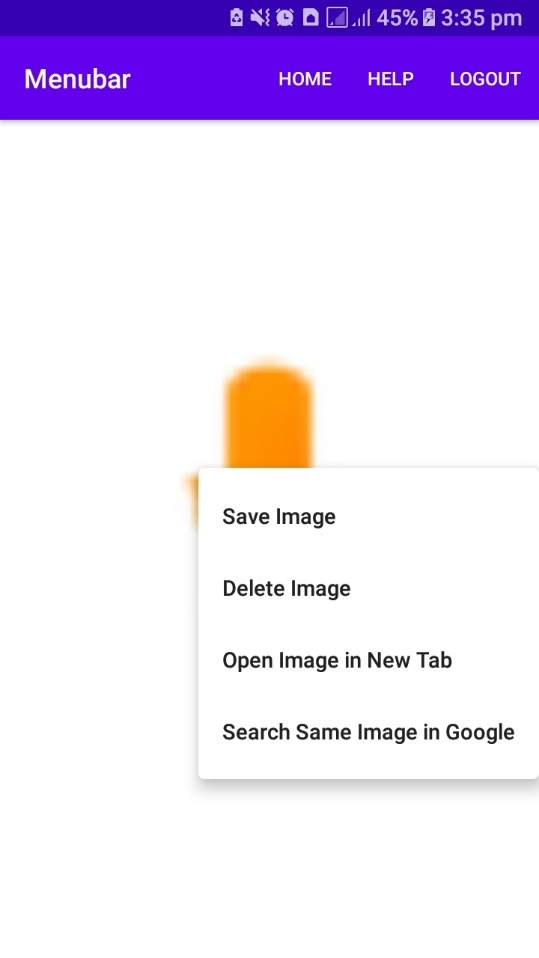 45% 3:35 pm
Menubar HOME HELP LOGOUT
Save Image
Delete Image
Open Image in New Tab
Search Same Image in Google